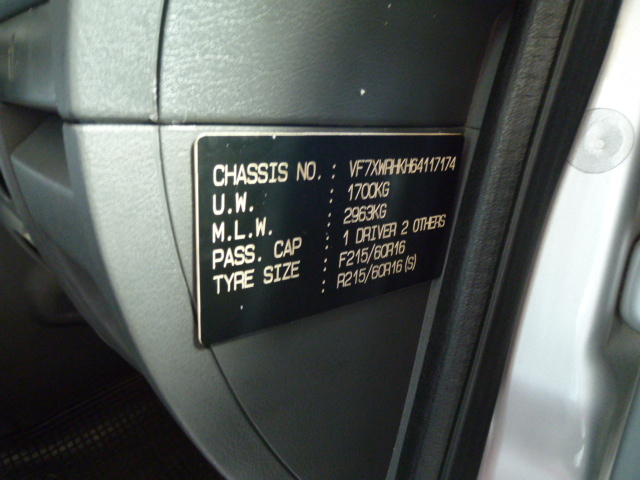 CHASSIS NO. : VF7XWRHKH64117174
U.W. : 1700KG
M.L.W. : 2963KG
PASS. CAP : 1 DRIVER 2 OTHERS
TYRE SIZE : F215/60R16
: R215/60R16 (S)